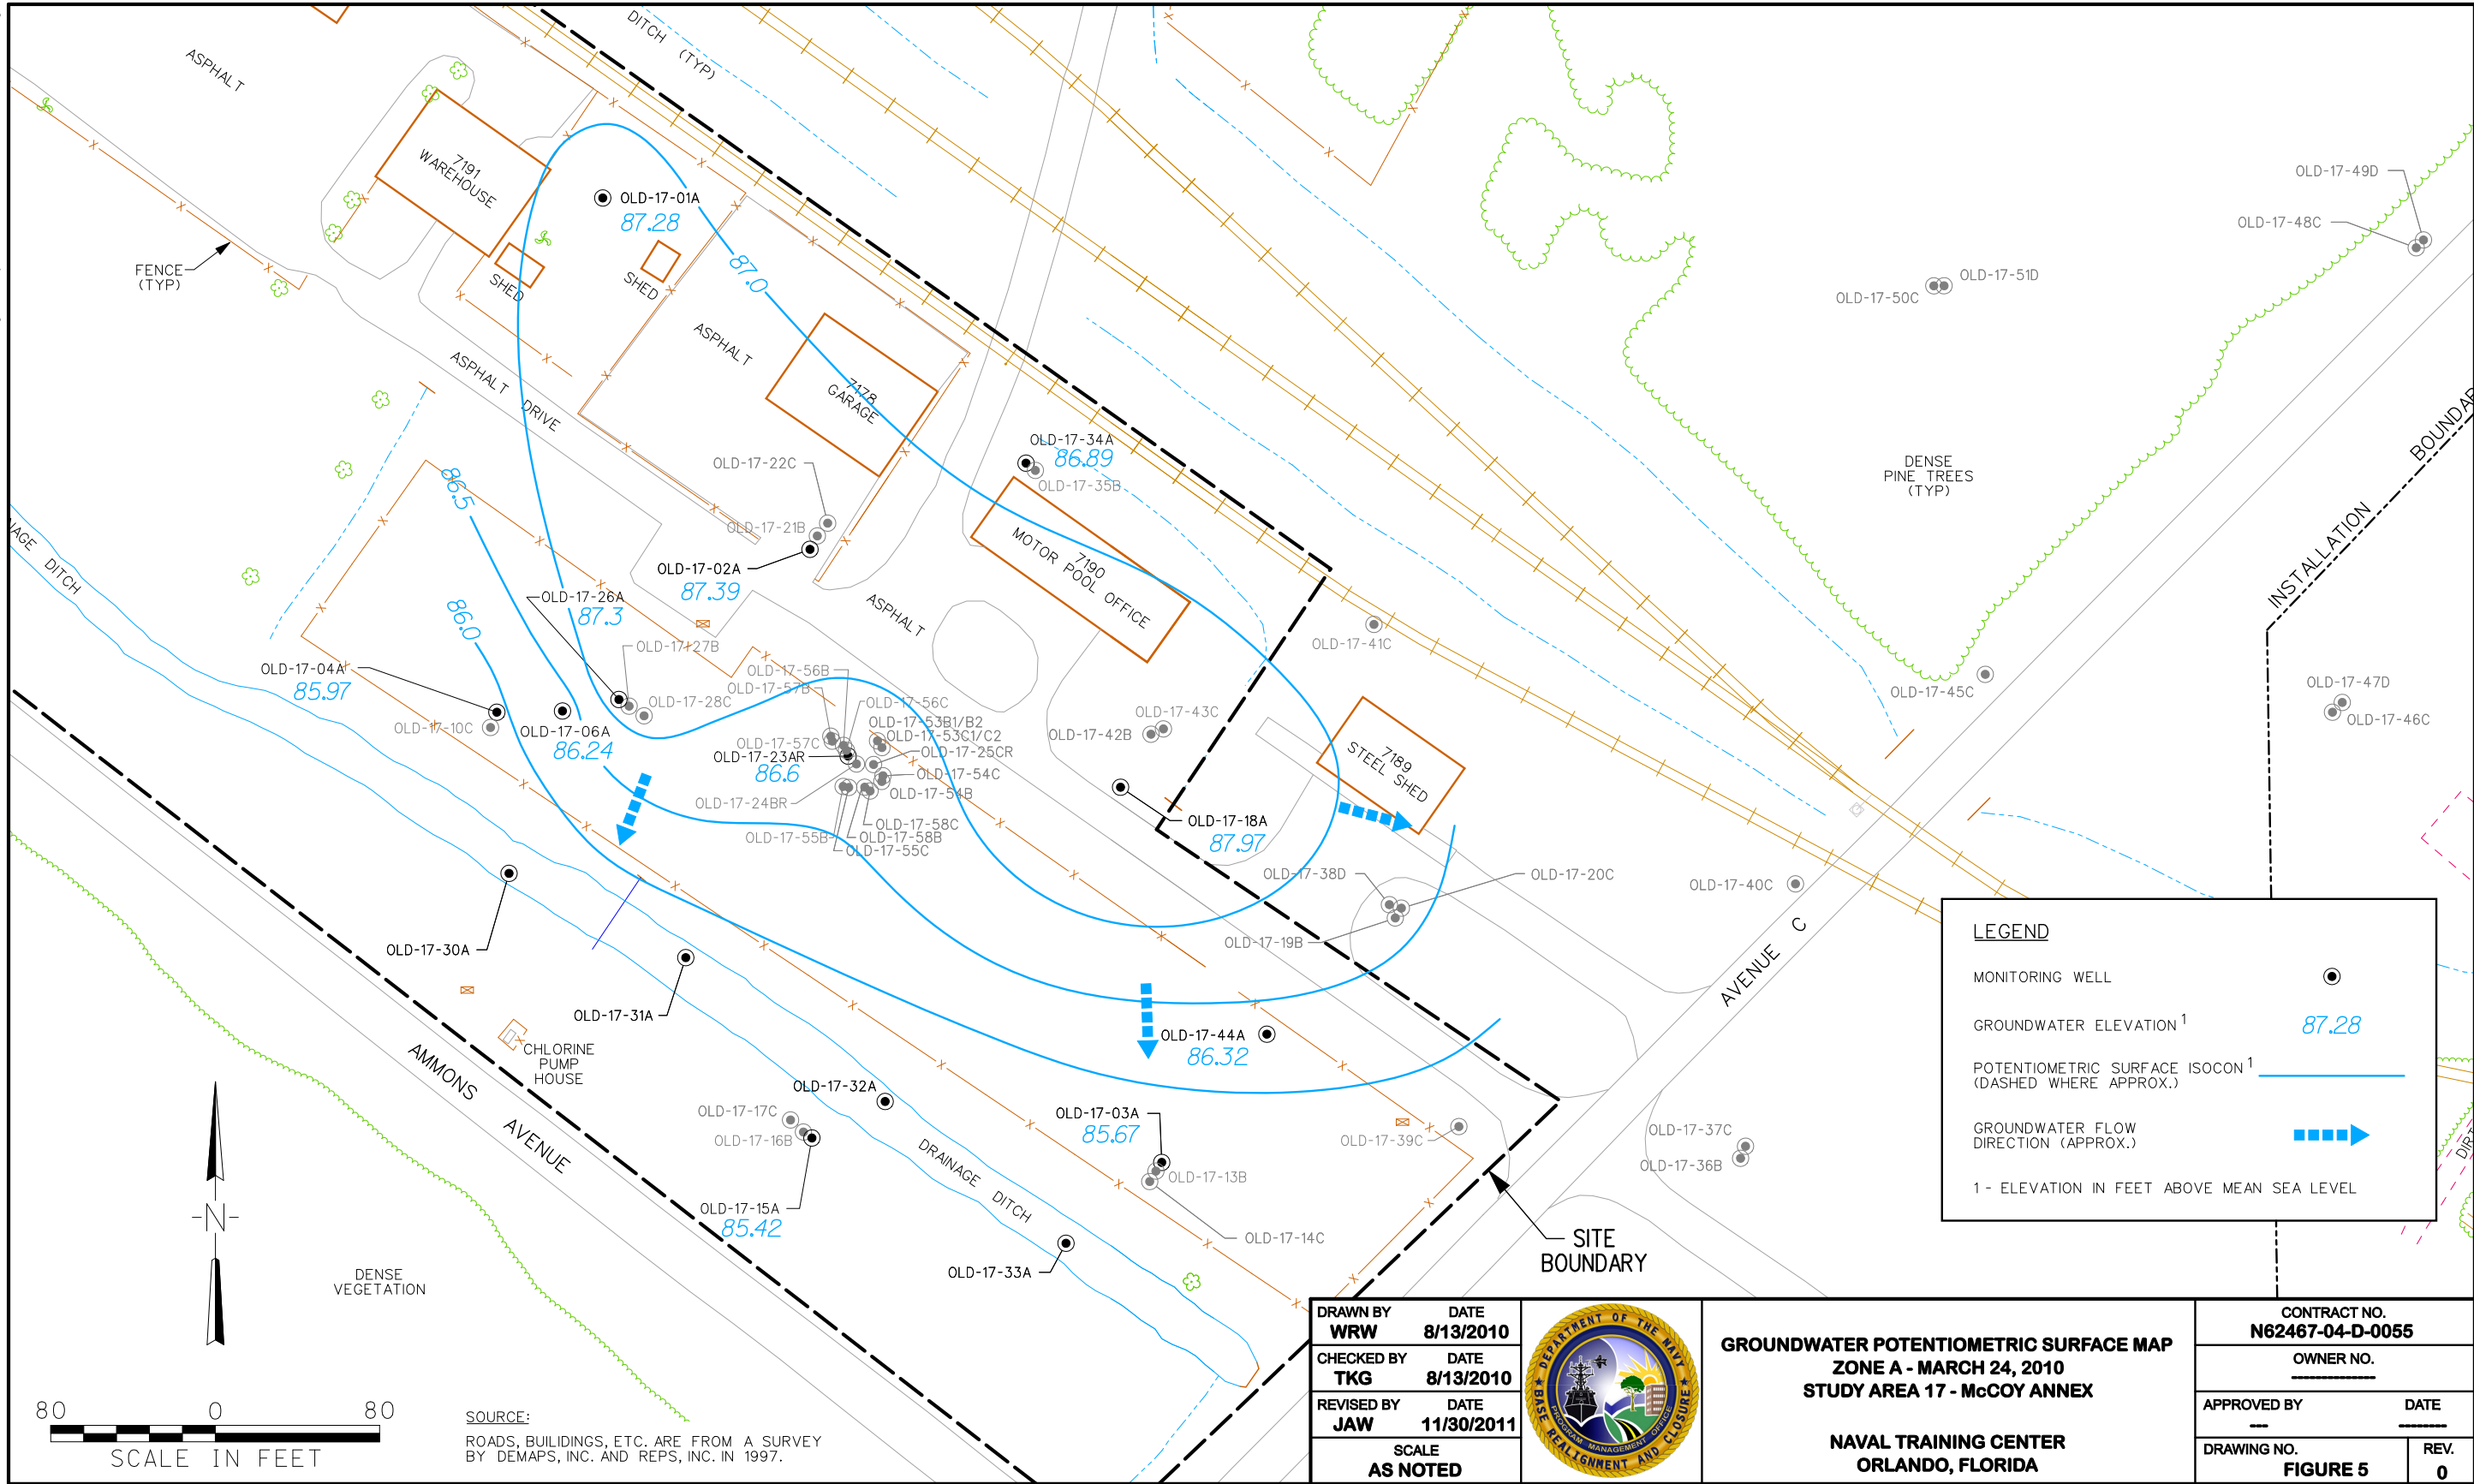 ASPHALT
DITCH (TYP)
7191
WAREHOUSE
OLD-17-01A
87.28
SHED
SHED
FENCE
(TYP)
87.0
ASPHALT
ASPHALT DRIVE
7178
GARAGE
OLD-17-49D
OLD-17-48C
OLD-17-51D
OLD-17-50C
OLD-17-34A
86.89
OLD-17-35B
OLD-17-22C
OLD-17-21B
OLD-17-02A
87.39
86.5
86.0
DENSE
PINE TREES
(TYP)
INSTALLATION
DITCH
7190
MOTOR POOL OFFICE
ASPHALT
OLD-17-26A
87.3
OLD-17-27B
OLD-17-28C
OLD-17-04A
85.97
OLD-17-10C
OLD-17-06A
86.24
OLD-17-56B
OLD-17-57B
OLD-17-56C
OLD-17-53B1/B2
OLD-17-53C1/C2
OLD-17-57C
OLD-17-25CR
OLD-17-23AR
86.6
OLD-17-54C
OLD-17-54B
OLD-17-24BR
OLD-17-58C
OLD-17-58B
OLD-17-55B
OLD-17-55C
OLD-17-41C
OLD-17-43C
OLD-17-42B
OLD-17-18A
87.97
7189
STEEL SHED
OLD-17-45C
OLD-17-47D
OLD-17-46C
OLD-17-38D
OLD-17-20C
OLD-17-19B
OLD-17-40C
AVENUE C
OLD-17-30A
OLD-17-31A
CHLORINE
PUMP
HOUSE
AMMONS AVENUE
OLD-17-44A
86.32
OLD-17-32A
OLD-17-17C
OLD-17-16B
OLD-17-15A
85.42
OLD-17-03A
85.67
OLD-17-13B
OLD-17-14C
DRAINAGE DITCH
OLD-17-33A
OLD-17-39C
OLD-17-37C
OLD-17-36B
SITE
BOUNDARY
LEGEND
MONITORING WELL
GROUNDWATER ELEVATION 1
87.28
POTENTIOMETRIC SURFACE ISOCON 1
(DASHED WHERE APPROX.)
GROUNDWATER FLOW
DIRECTION (APPROX.)
1 - ELEVATION IN FEET ABOVE MEAN SEA LEVEL
-N-
DENSE
VEGETATION
80 0 80
SCALE IN FEET
SOURCE:
ROADS, BUILIDINGS, ETC. ARE FROM A SURVEY
BY DEMAPS, INC. AND REPS, INC. IN 1997.
DRAWN BY DATE
WRW 8/13/2010
CHECKED BY DATE
TKG 8/13/2010
REVISED BY DATE
JAW 11/30/2011
SCALE
AS NOTED
DEPARTMENT OF THE NAVY
PROGRAM MANAGEMENT OFFICE
BASE REALIGNMENT AND CLOSURE
GROUNDWATER POTENTIOMETRIC SURFACE MAP
ZONE A - MARCH 24, 2010
STUDY AREA 17 - McCOY ANNEX
NAVAL TRAINING CENTER
ORLANDO, FLORIDA
CONTRACT NO.
N62467-04-D-0055
OWNER NO.
APPROVED BY DATE
DRAWING NO.
FIGURE 5
REV.
0